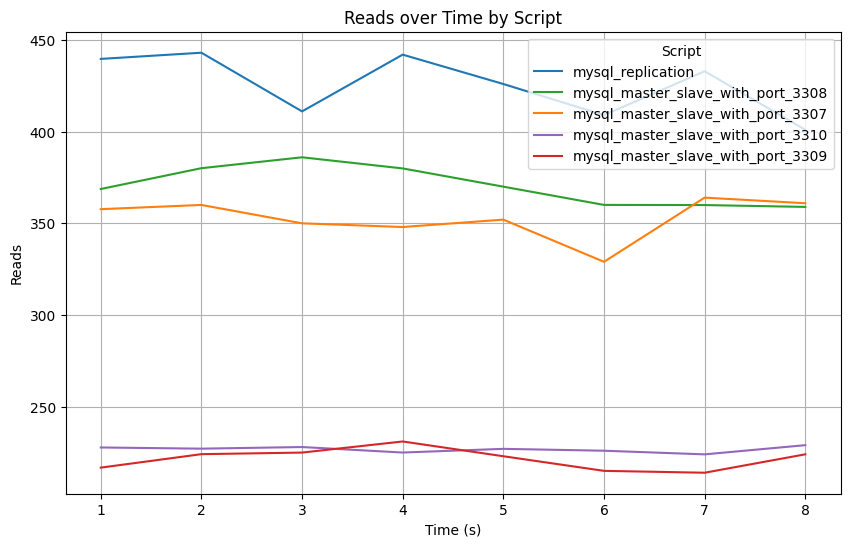 Reads over Time by Script
Reads
450
400
350
300
250
Script
mysql_replication
mysql_master_slave_with_port_3308
mysql_master_slave_with_port_3307
mysql_master_slave_with_port_3310
mysql_master_slave_with_port_3309
1 2 3 4 5 6 7 8
Time (s)